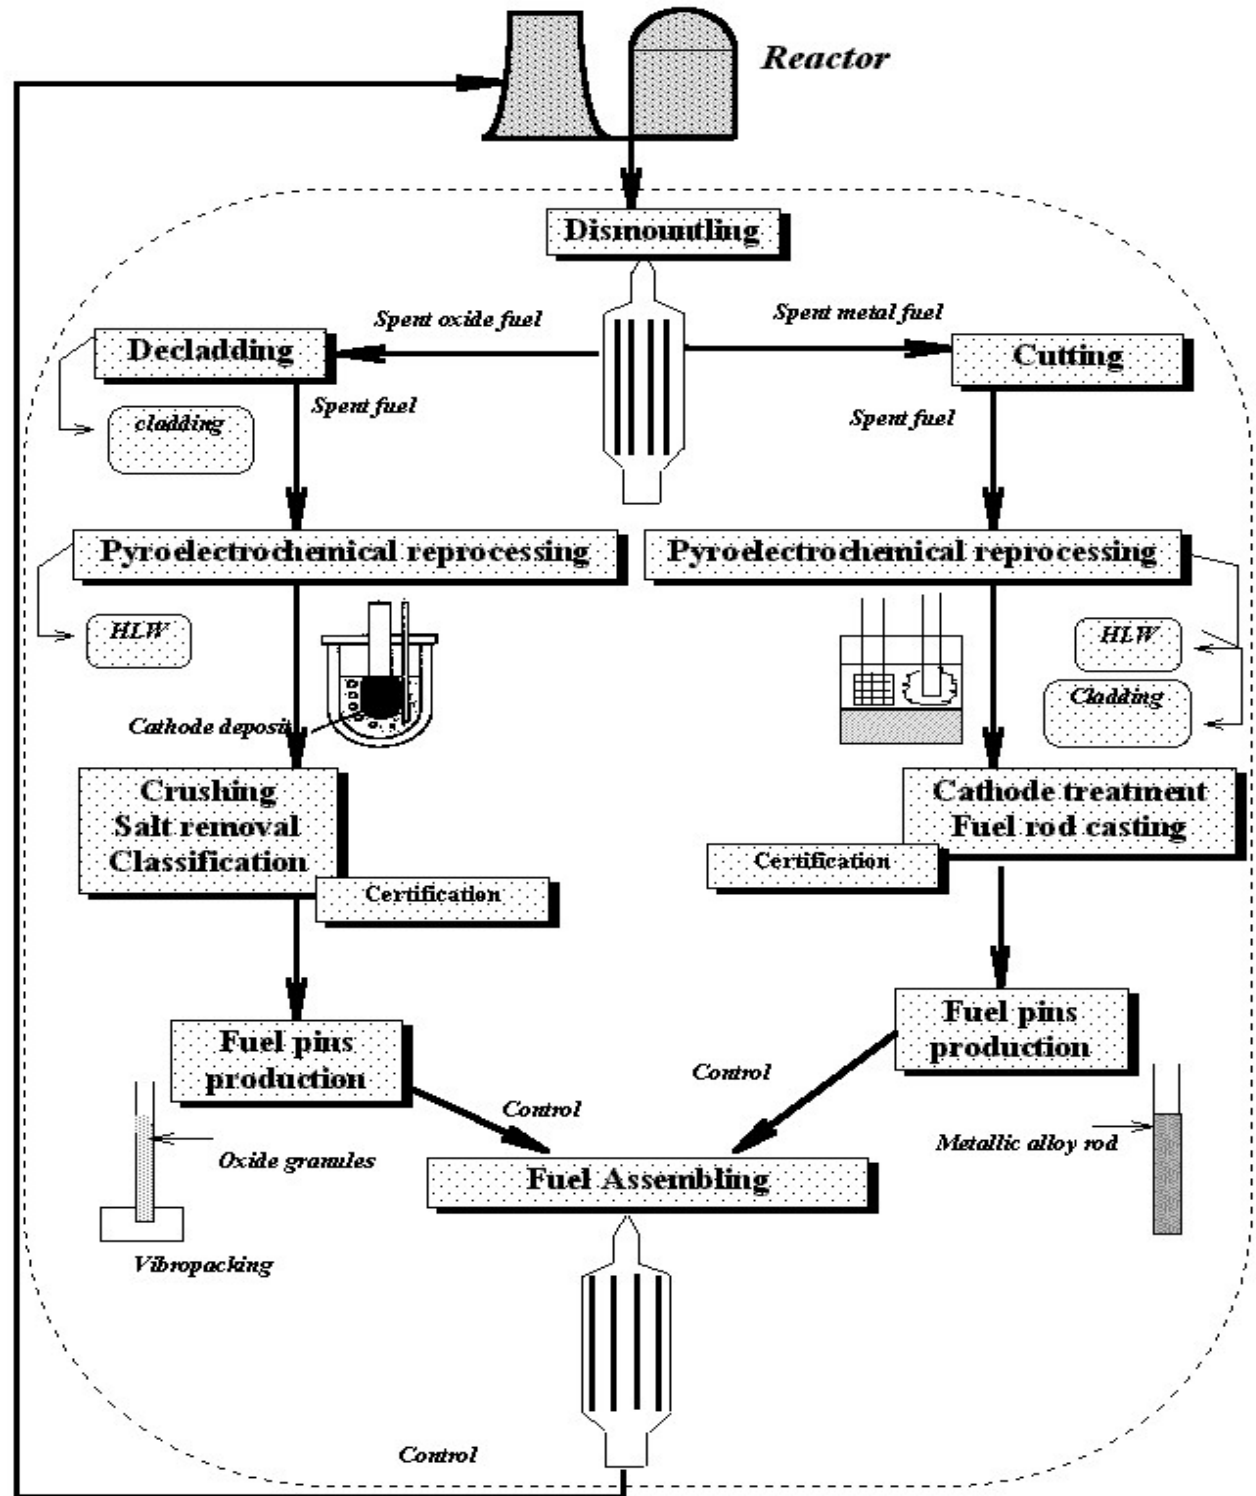 Reactor
Dismountling
Spent oxide fuel
Spent metal fuel
Decladding
Cutting
Spent fuel
Spent fuel
cladding
Pyroelectrochemical reprocessing
Pyroelectrochemical reprocessing
HLW
HLW
Cladding
Cathode deposit
Crushing
Salt removal
Classification
Certification
Cathode treatment
Fuel rod casting
Certification
Fuel pins
production
Fuel pins
production
Control
Control
Oxide granules
Metallic alloy rod
Fuel Assembling
Vibropacking
Control